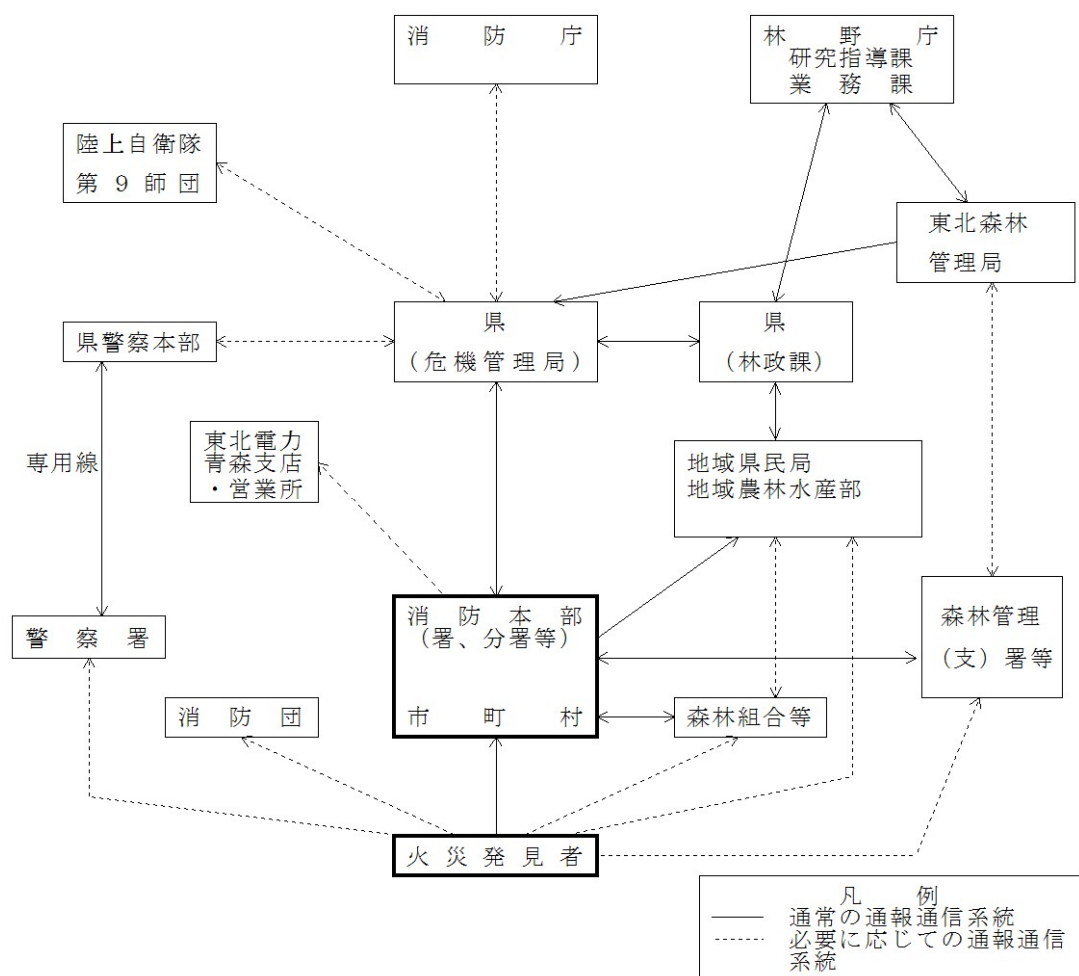 消防庁
林野庁
研究指導課
業務課
陸上自衛隊
第9師団
東北森林
管理局
県
(危機管理局)
県
(林政課)
県警察本部
東北電力
青森支店
・営業所
専用線
地域県民局
地域農林水産部
消防本部
(署、分署等)
市町村
森林管理
(支)署等
警察署
消防団
森林組合等
火災発見者
凡例
通常の通報通信系統
必要に応じての通報通信
系統